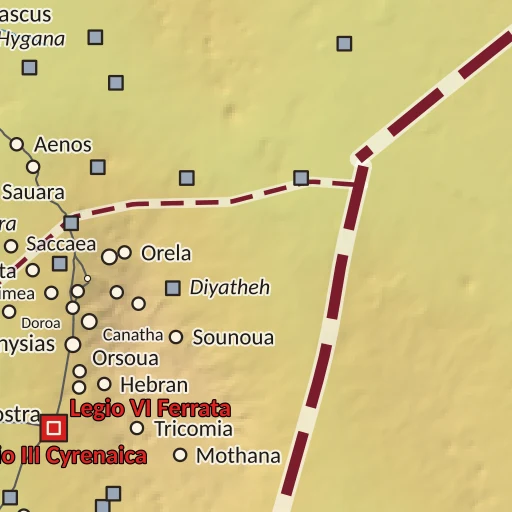 ascus
Hygana
Aenos
Sauara
ra
Saccaea
Orela
ta
imea
Diyatheh
Doroa
Canatha
Sounoua
nysias
Orsoua
Hebran
ostra
Legio VI Ferrata
Tricomia
io III Cyrenaica
Mothana